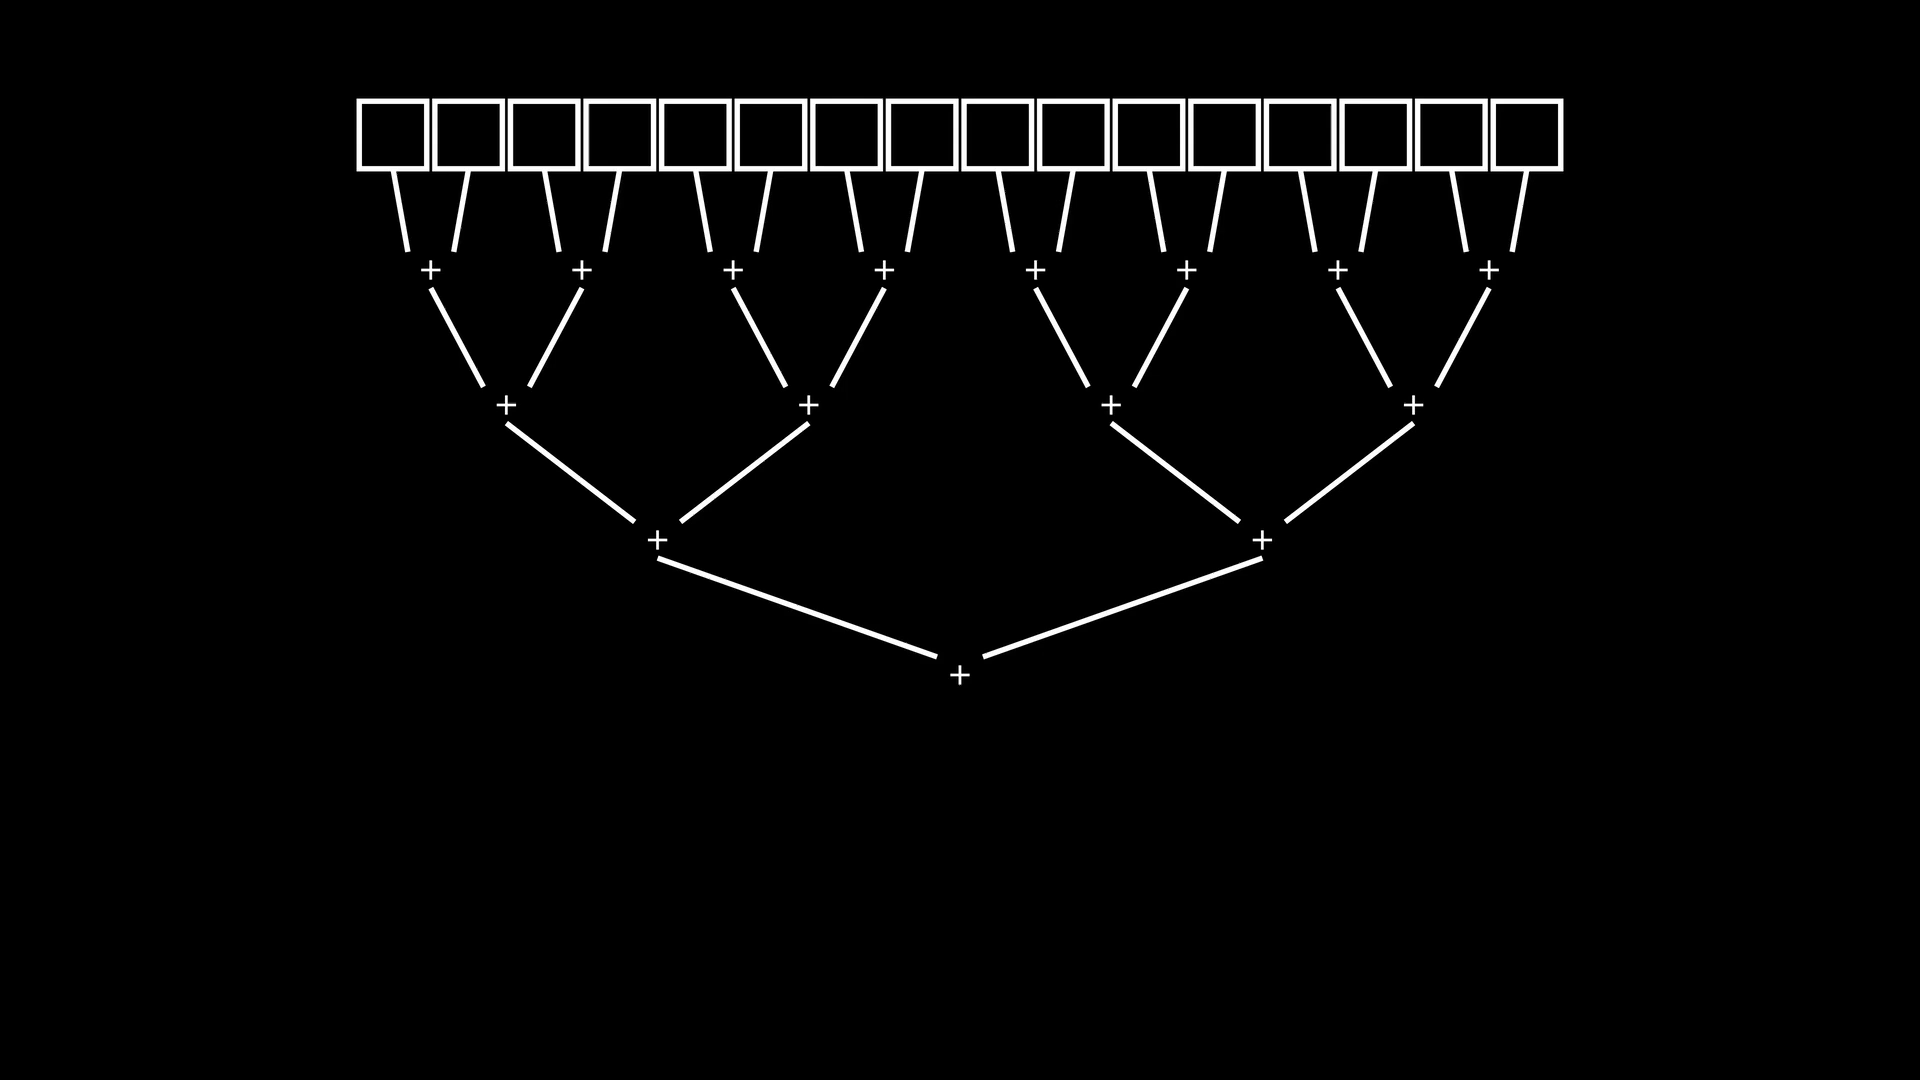 + + + + + + + +
+ + + +
+ +
+